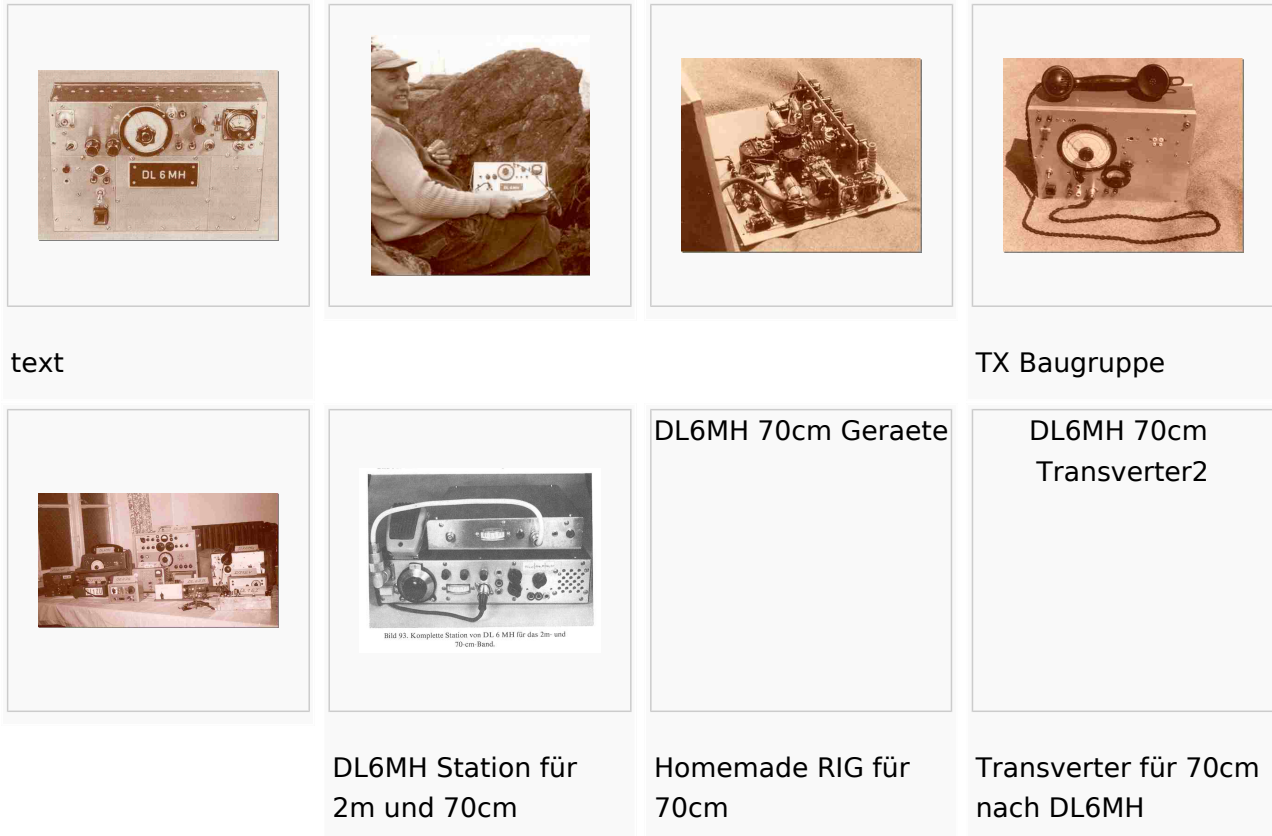 DL 6 MH
text
TX Baugruppe
DL6MH 70cm Geraete
DL6MH 70cm
Transverter2
Bild 93. Komplette Station von DL 6 MH für das 2m- und
70-cm-Band.
DL6MH Station für
2m und 70cm
Homemade RIG für
70cm
Transverter für 70cm
nach DL6MH